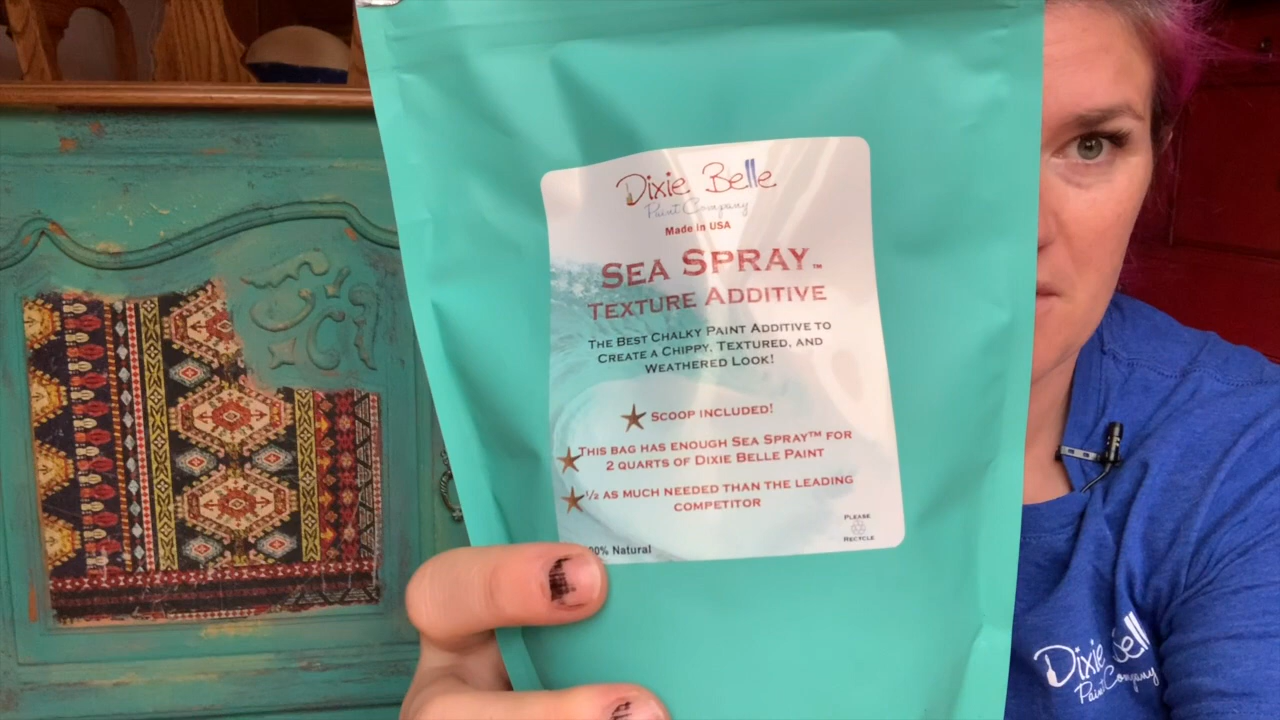 Dixie Belle
Paint Company
Made in USA
SEA SPRAY™
TEXTURE ADDITIVE
THE BEST CHALKY PAINT ADDITIVE TO
CREATE A CHIPPY, TEXTURED, AND
WEATHERED LOOK!
SCOOP INCLUDED!
THIS BAG HAS ENOUGH SEA SPRAY™ FOR
2 QUARTS OF DIXIE BELLE PAINT
½ AS MUCH NEEDED THAN THE LEADING
COMPETITOR
PLEASE
RECYCLE
00% Natural
Dixie Belle
Paint Company